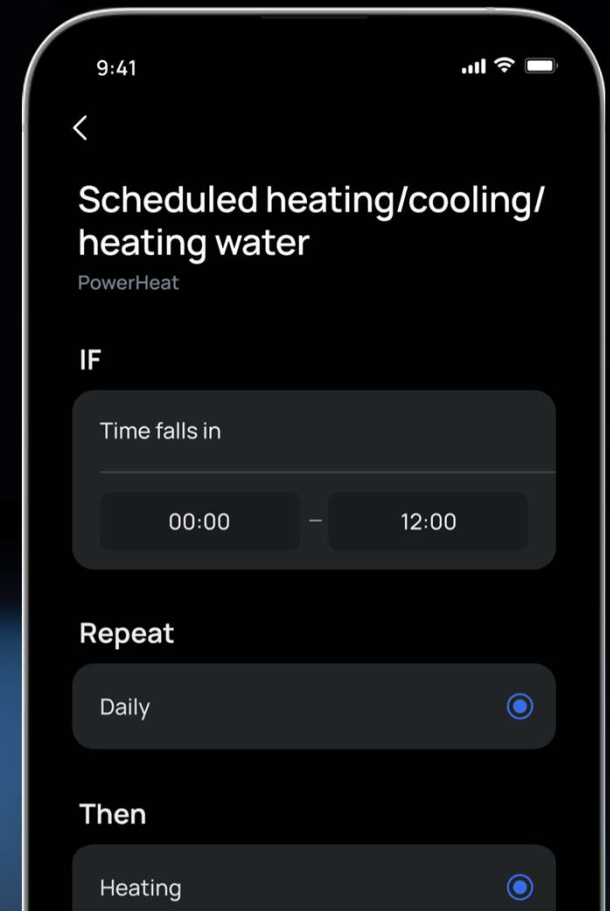 9:41
Scheduled heating/cooling/
heating water
PowerHeat
IF
Time falls in
00:00 – 12:00
Repeat
Daily
Then
Heating